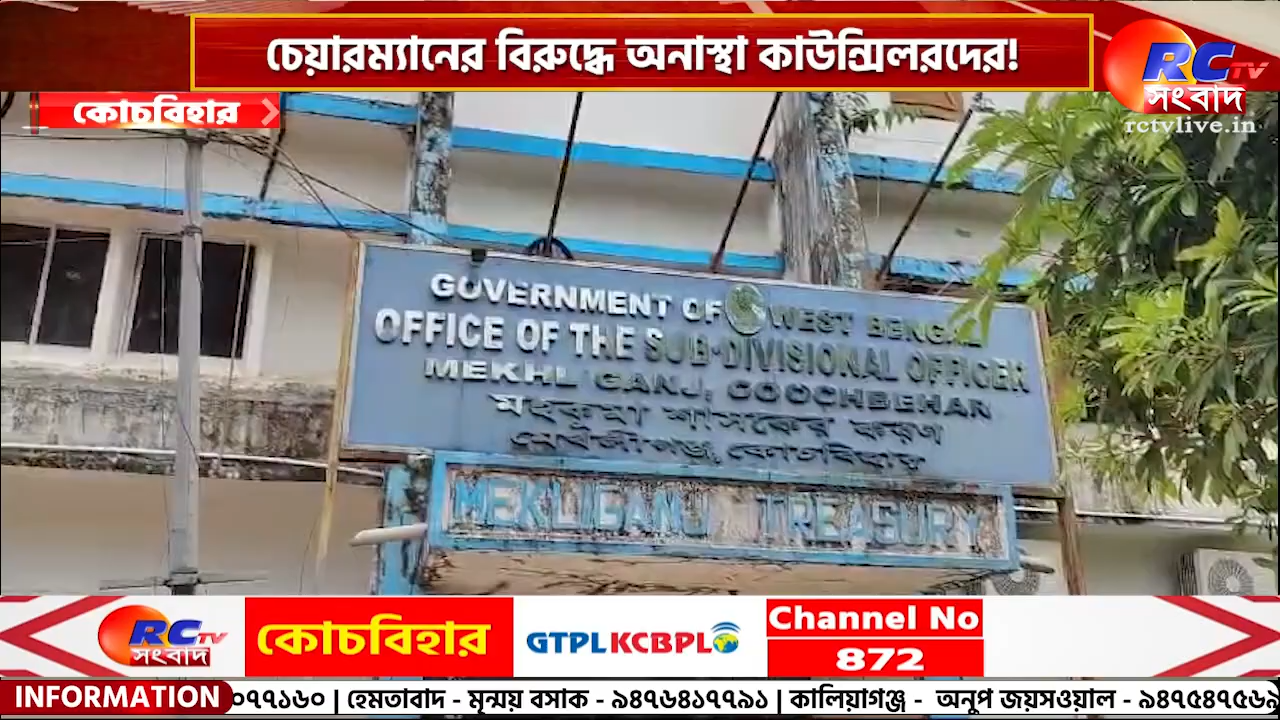 চেয়ারম্যানের বিরুদ্ধে অনাস্থা কাউন্সিলরদের!
RC TV
সংবাদ
rctvlive.in
কোচবিহার
GOVERNMENT OF WEST BENGAL
OFFICE OF THE SUB-DIVISIONAL OFFICER
MEKHLIGANJ, COOCHBEHAR
মহকুমা শাসকের করণ
মেখলীগঞ্জ, কোচবিহার
MEKLIGANJ TREASURY
RC TV
সংবাদ
কোচবিহার
GTPL KCBPL
Channel No
872
INFORMATION
০৭৭১৬০ | হেমতাবাদ - মৃন্ময় বসাক - ৯৪৭৬৪১৭৭৯১ | কালিয়াগঞ্জ - অনুপ জয়সওয়াল - ৯৪৭৫৪৭৫৬৯